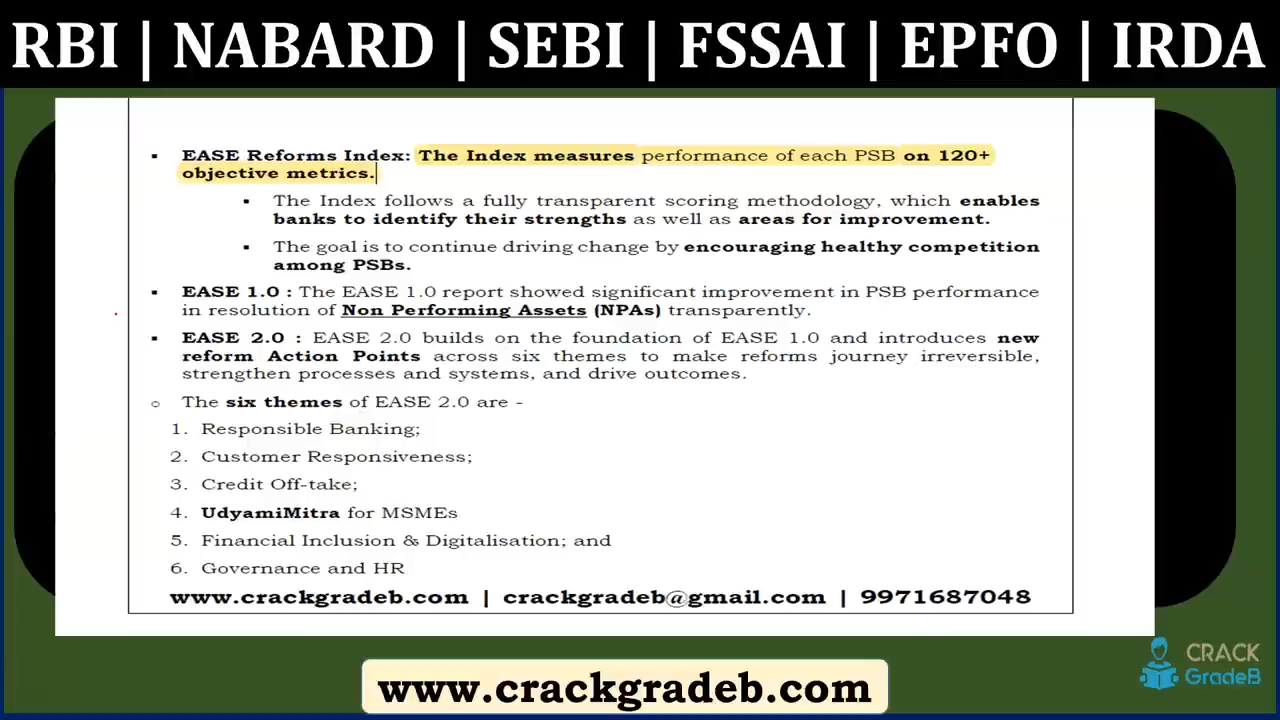 RBI | NABARD | SEBI | FSSAI | EPFO | IRDA
▪ EASE Reforms Index: The Index measures performance of each PSB on 120+
objective metrics.
▪ The Index follows a fully transparent scoring methodology, which enables
banks to identify their strengths as well as areas for improvement.
▪ The goal is to continue driving change by encouraging healthy competition
among PSBs.
▪ EASE 1.0 : The EASE 1.0 report showed significant improvement in PSB performance
in resolution of Non Performing Assets (NPAs) transparently.
▪ EASE 2.0 : EASE 2.0 builds on the foundation of EASE 1.0 and introduces new
reform Action Points across six themes to make reforms journey irreversible,
strengthen processes and systems, and drive outcomes.
o The six themes of EASE 2.0 are -
1. Responsible Banking;
2. Customer Responsiveness;
3. Credit Off-take;
4. UdyamiMitra for MSMEs
5. Financial Inclusion & Digitalisation; and
6. Governance and HR
www.crackgradeb.com | crackgradeb@gmail.com | 9971687048
CRACK
GradeB
www.crackgradeb.com